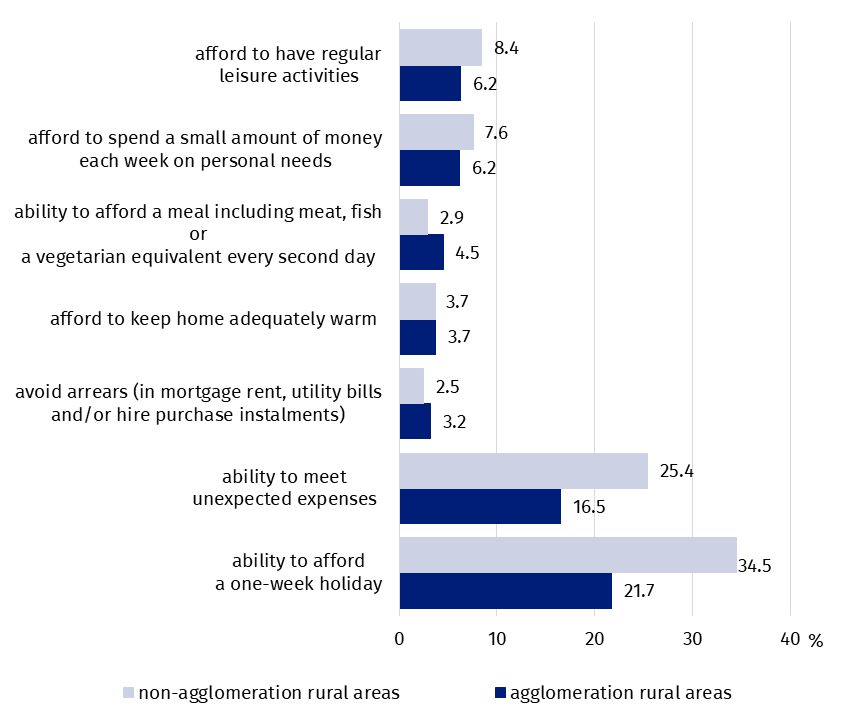 afford to have regular
leisure activities
8.4
6.2
afford to spend a small amount of money
each week on personal needs
7.6
6.2
ability to afford a meal including meat, fish
or
a vegetarian equivalent every second day
2.9
4.5
afford to keep home adequately warm
3.7
3.7
avoid arrears (in mortgage rent, utility bills
and/or hire purchase instalments)
2.5
3.2
ability to meet
unexpected expenses
25.4
16.5
ability to afford
a one-week holiday
34.5
21.7
0 10 20 30 40 %
non-agglomeration rural areas agglomeration rural areas